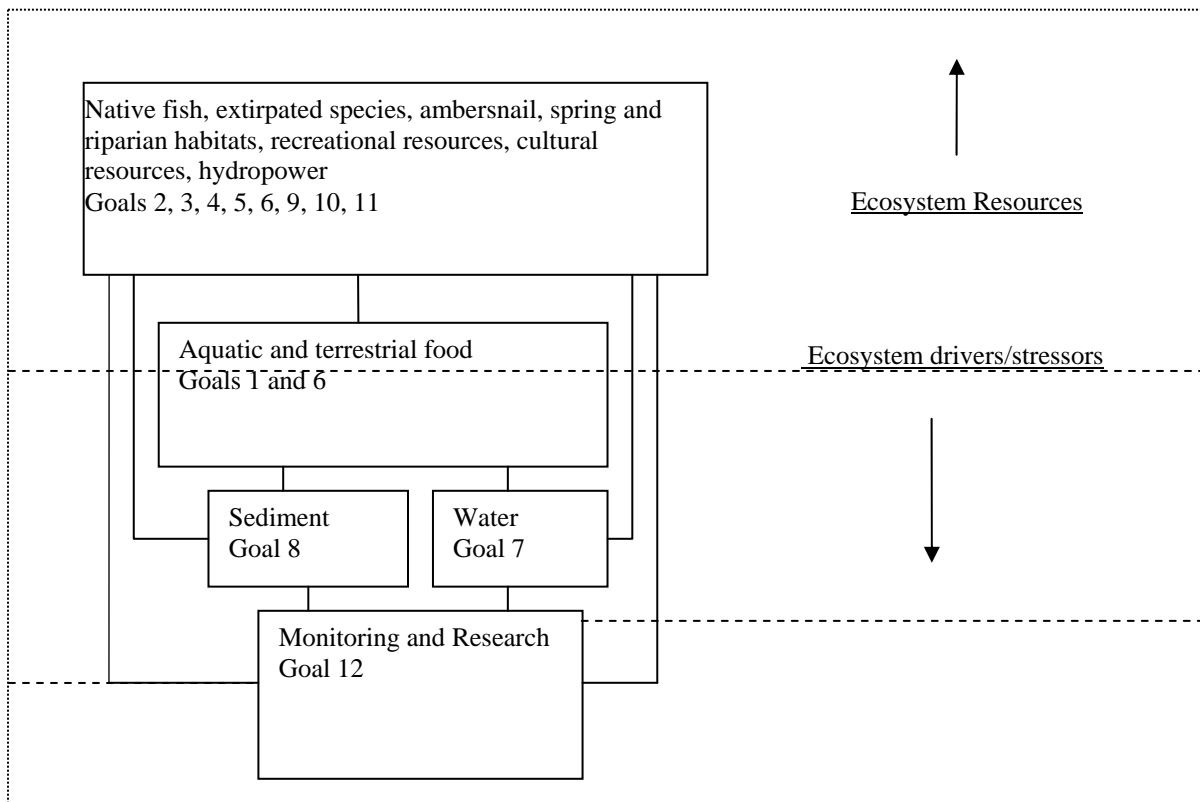 Native fish, extirpated species, ambersnail, spring and
riparian habitats, recreational resources, cultural
resources, hydropower
Goals 2, 3, 4, 5, 6, 9, 10, 11
Ecosystem Resources
Aquatic and terrestrial food
Goals 1 and 6
Ecosystem drivers/stressors
Sediment
Goal 8
Water
Goal 7
Monitoring and Research
Goal 12